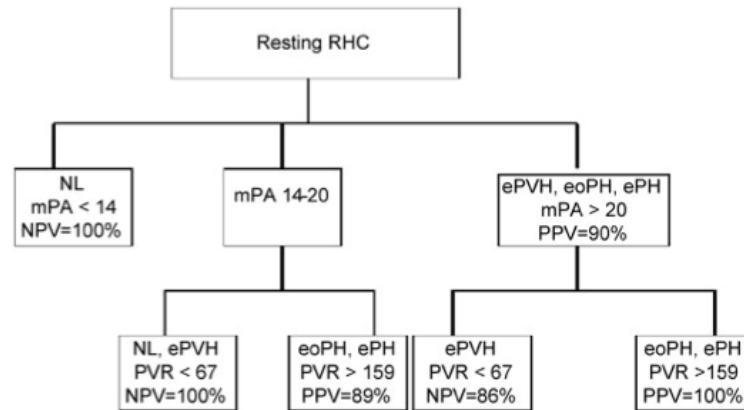 Resting RHC
NL
mPA < 14
NPV=100%
mPA 14-20
ePVH, eoPH, ePH
mPA > 20
PPV=90%
NL, ePVH
PVR < 67
NPV=100%
eoPH, ePH
PVR > 159
PPV=89%
ePVH
PVR < 67
NPV=86%
eoPH, ePH
PVR >159
PPV=100%